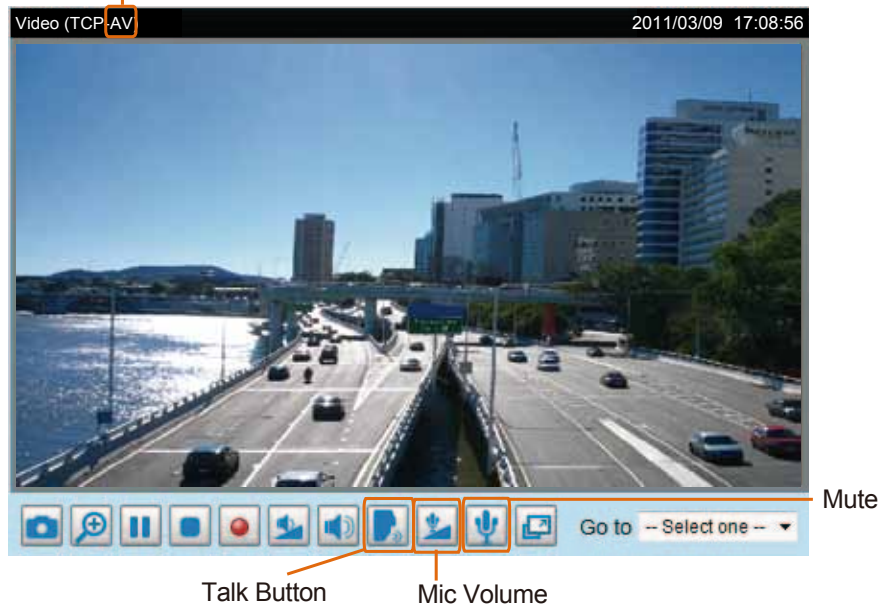 Video (TCP-AV) 2011/03/09 17:08:56
Go to -- Select one --
Mute
Talk Button Mic Volume